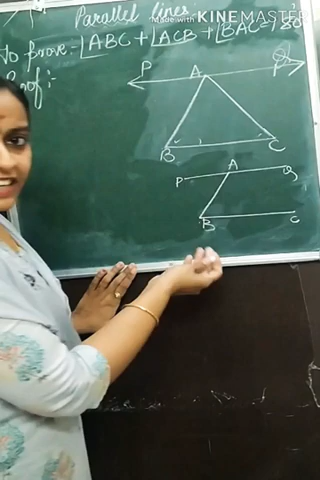 Parallel lines
Made with KINEMASTER
To prove:- ∠ABC + ∠ACB + ∠BAC = 180
Proof:-
P A Q
B C
A
P Q
B C